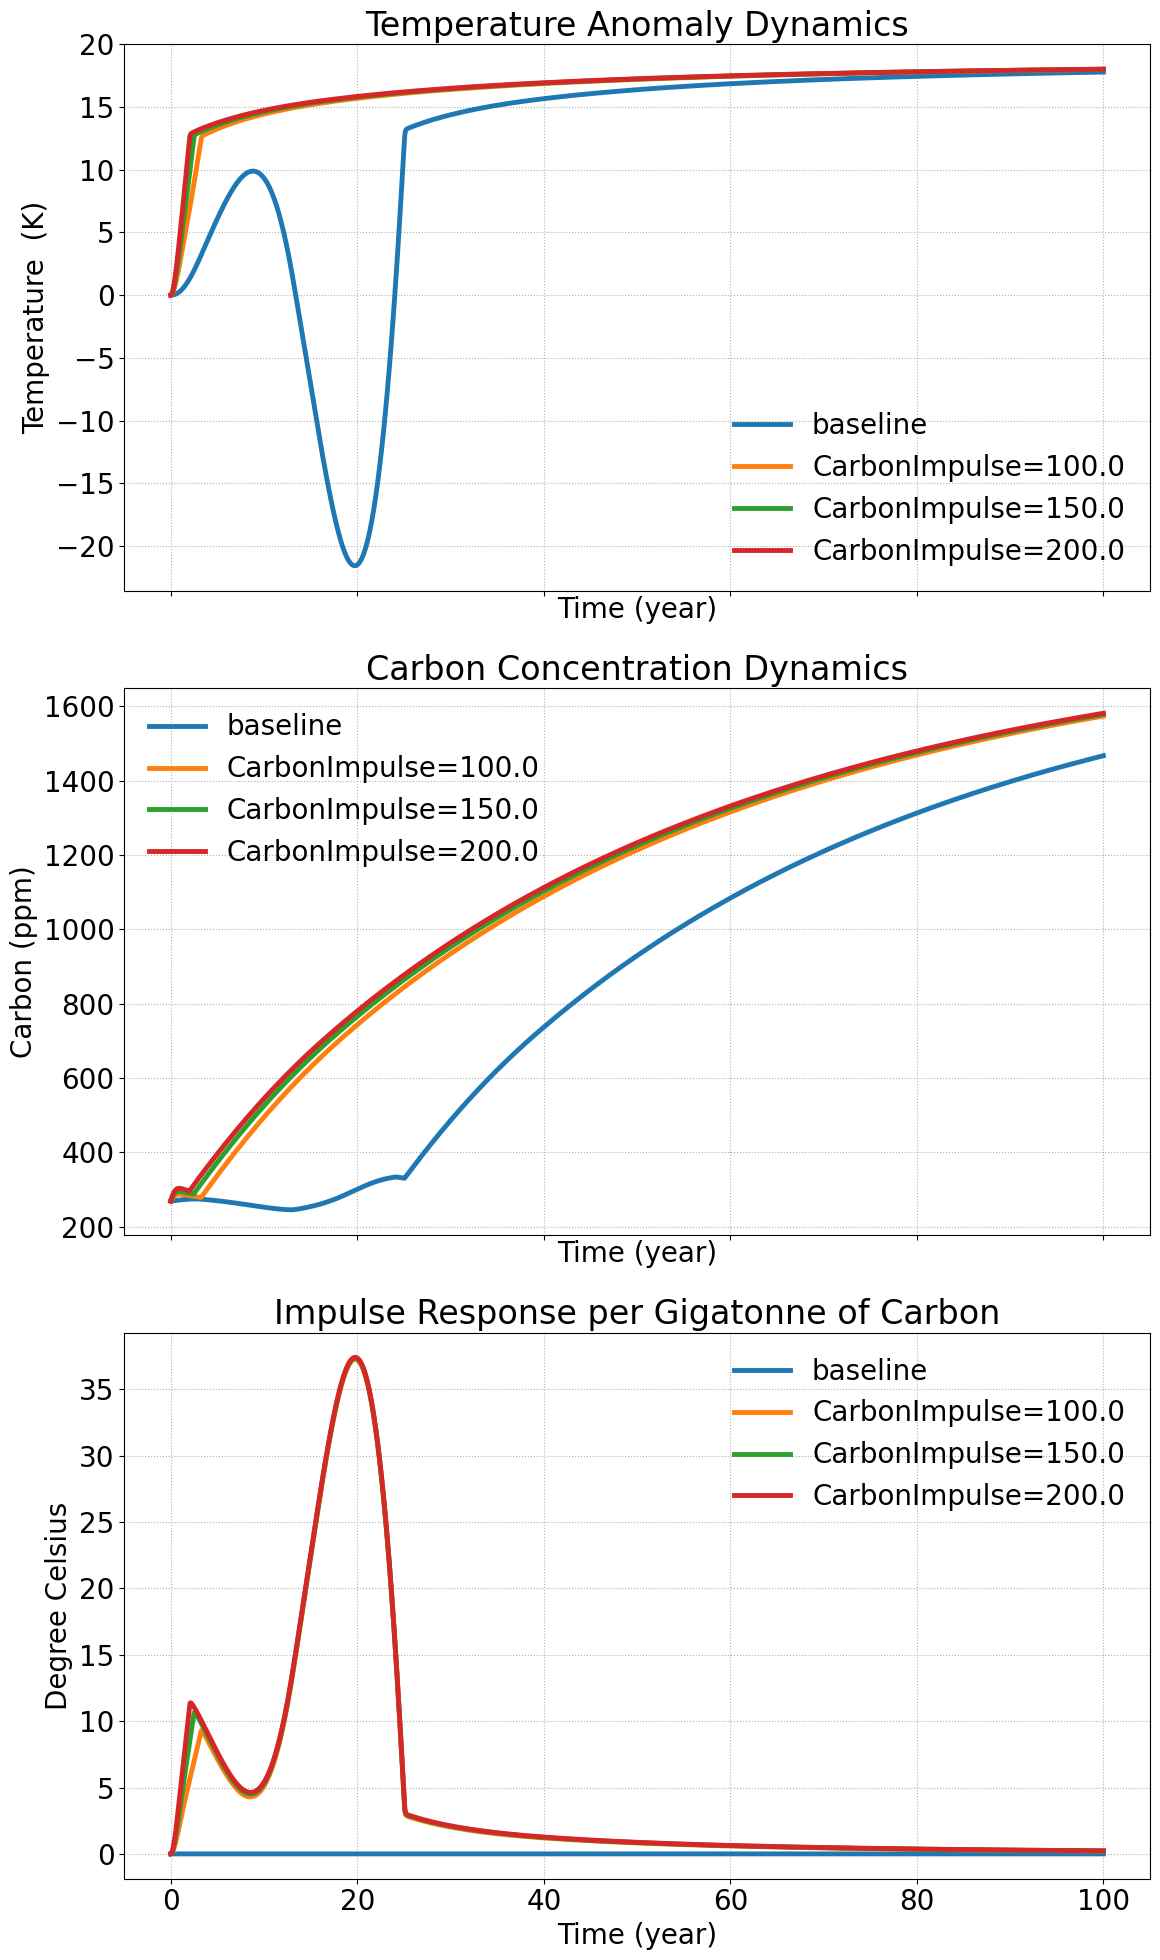 Temperature Anomaly Dynamics
20
15
10
5
0
−5
−10
−15
−20
Temperature  (K)
baseline
CarbonImpulse=100.0
CarbonImpulse=150.0
CarbonImpulse=200.0
Time (year)
Carbon Concentration Dynamics
1600
1400
1200
1000
800
600
400
200
Carbon (ppm)
baseline
CarbonImpulse=100.0
CarbonImpulse=150.0
CarbonImpulse=200.0
Time (year)
Impulse Response per Gigatonne of Carbon
35
30
25
20
15
10
5
0
Degree Celsius
baseline
CarbonImpulse=100.0
CarbonImpulse=150.0
CarbonImpulse=200.0
0 20 40 60 80 100
Time (year)